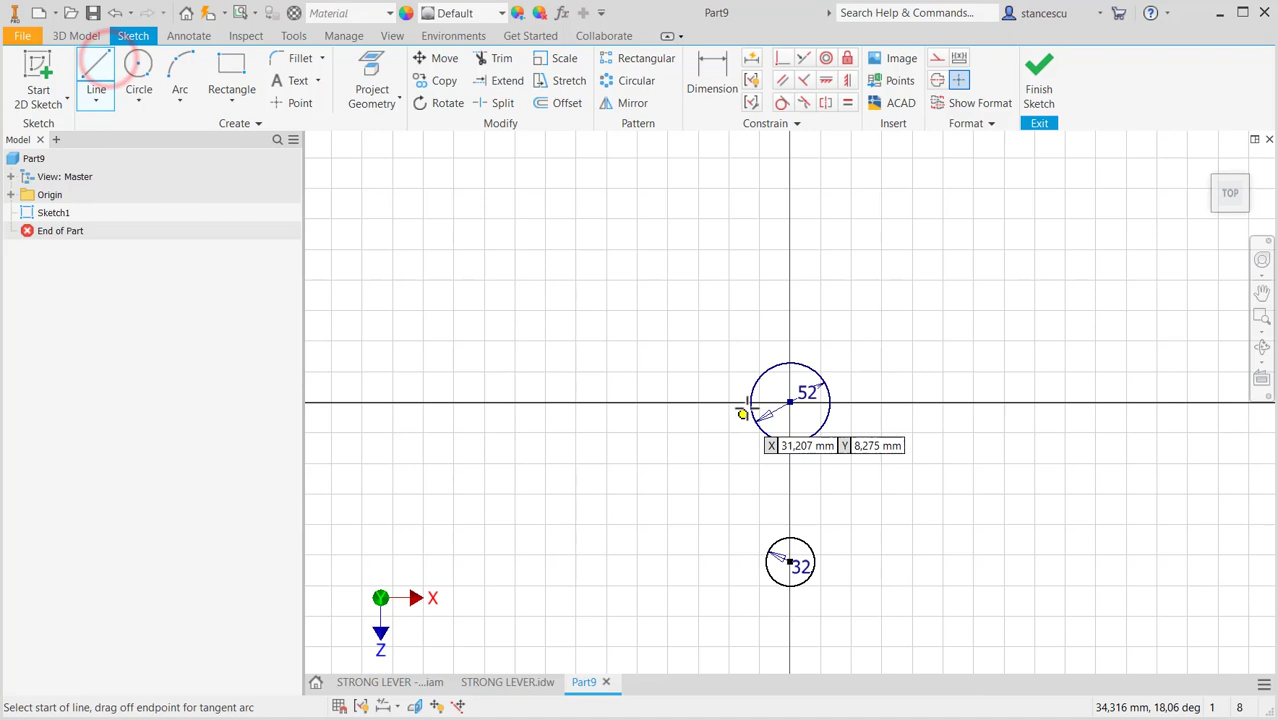 Material
Default
Part9
Search Help & Commands...
stancescu
PRO
File
3D Model
Sketch
Annotate
Inspect
Tools
Manage
View
Environments
Get Started
Collaborate
Start
2D Sketch
Line
Circle
Arc
Rectangle
Fillet
Text
Point
Project
Geometry
Move
Copy
Rotate
Trim
Extend
Split
Scale
Stretch
Offset
Rectangular
Circular
Mirror
Dimension
Image
Points
ACAD
Show Format
Finish
Sketch
Sketch
Create
Modify
Pattern
Constrain
Insert
Format
Exit
Model
Part9
View: Master
Origin
Sketch1
End of Part
TOP
52
X 31,207 mm Y 8,275 mm
32
Y
X
Z
STRONG LEVER -...iam
STRONG LEVER.idw
Part9
Select start of line, drag off endpoint for tangent arc
34,316 mm, 18,06 deg
1
8